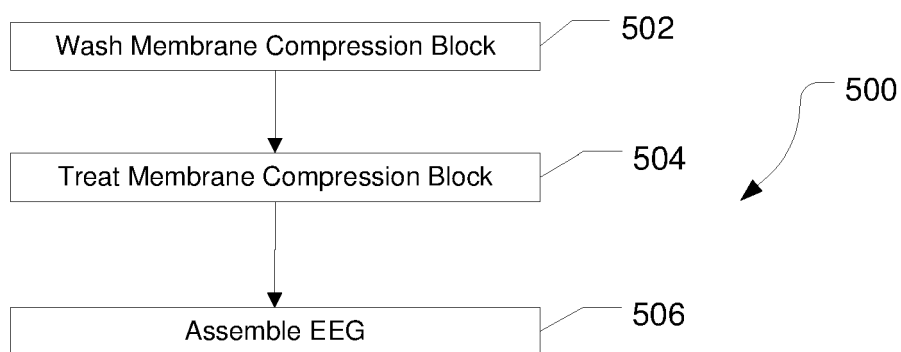 Wash Membrane Compression Block
502
500
Treat Membrane Compression Block
504
Assemble EEG
506